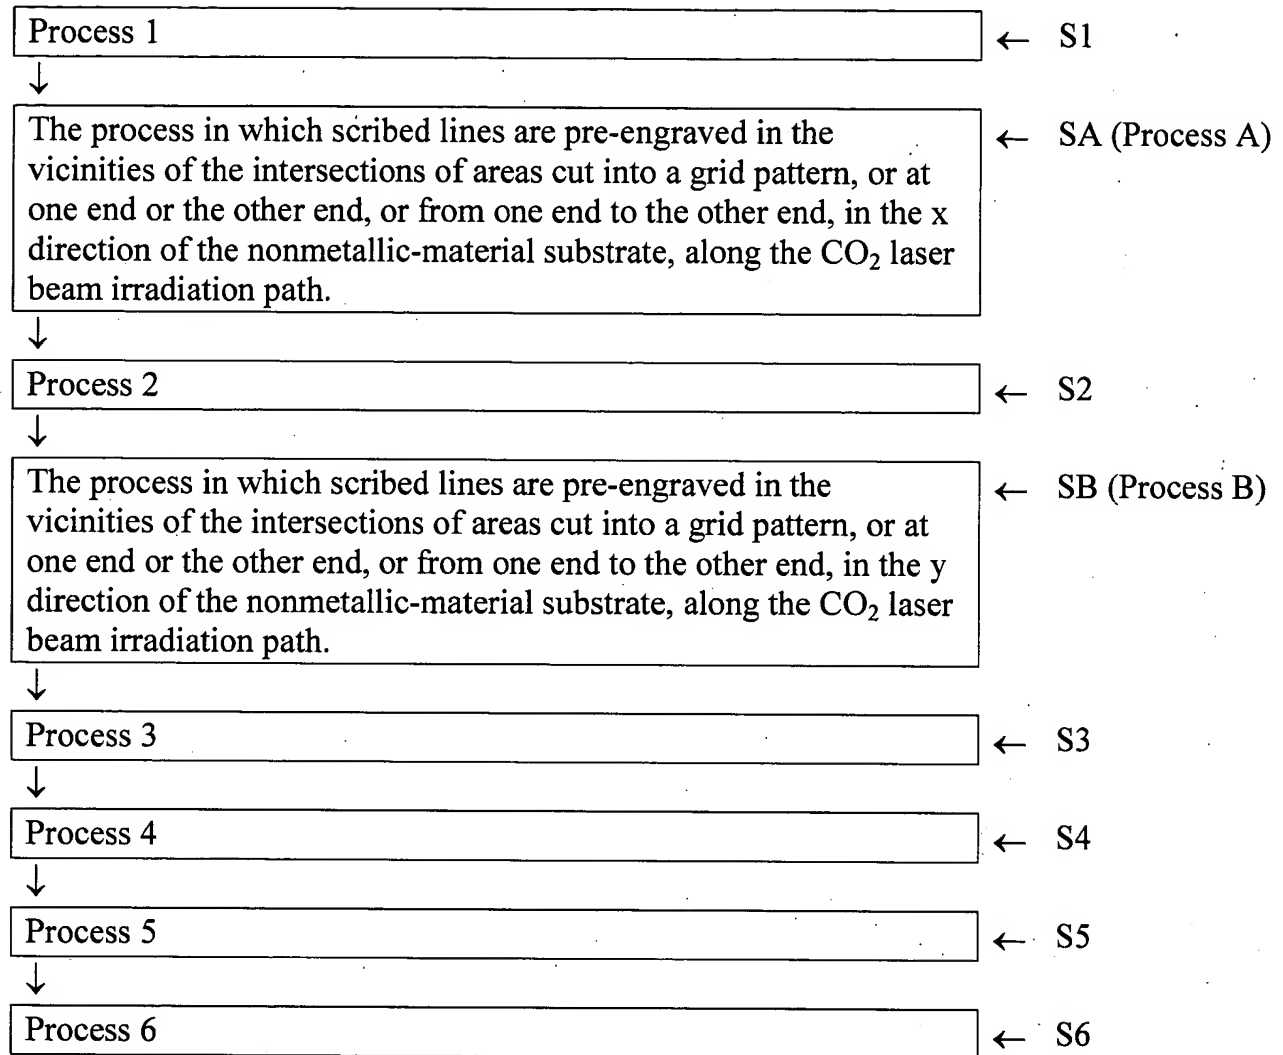 Process 1 ← S1
↓
The process in which scribed lines are pre-engraved in the ← SA (Process A)
vicinities of the intersections of areas cut into a grid pattern, or at
one end or the other end, or from one end to the other end, in the x
direction of the nonmetallic-material substrate, along the CO₂ laser
beam irradiation path.
↓
Process 2 ← S2
↓
The process in which scribed lines are pre-engraved in the ← SB (Process B)
vicinities of the intersections of areas cut into a grid pattern, or at
one end or the other end, or from one end to the other end, in the y
direction of the nonmetallic-material substrate, along the CO₂ laser
beam irradiation path.
↓
Process 3 ← S3
↓
Process 4 ← S4
↓
Process 5 ← S5
↓
Process 6 ← S6